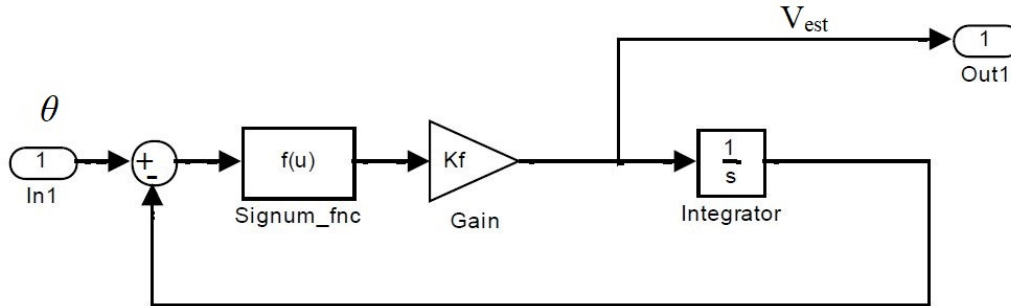 V_est
1
Out1
θ
1
In1
+
-
f(u)
Signum_fnc
Kf
Gain
1
s
Integrator